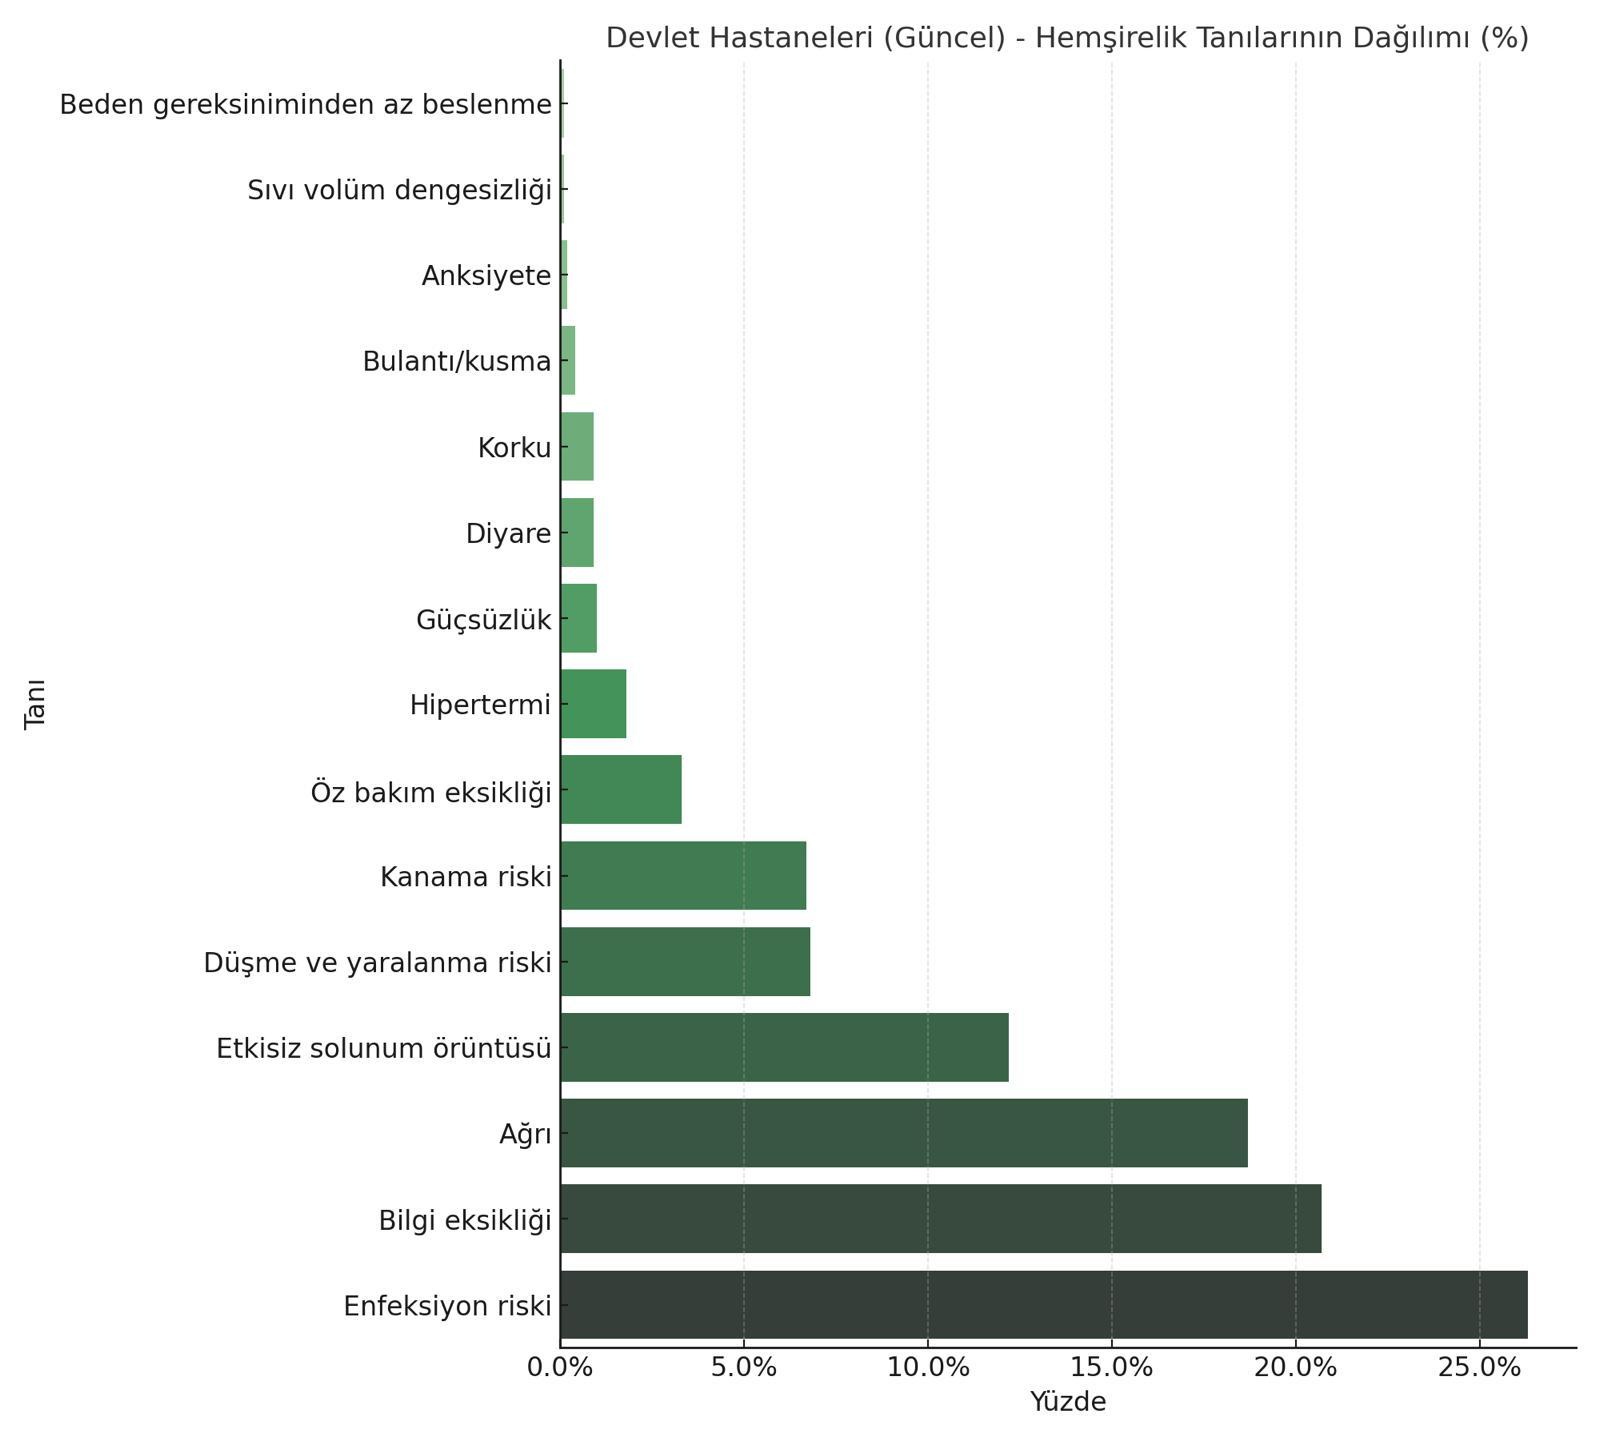 Devlet Hastaneleri (Güncel) - Hemşirelik Tanılarının Dağılımı (%)
Beden gereksiniminden az beslenme
Sıvı volüm dengesizliği
Anksiyete
Bulantı/kusma
Korku
Diyare
Güçsüzlük
Hipertermi
Öz bakım eksikliği
Kanama riski
Düşme ve yaralanma riski
Etkisiz solunum örüntüsü
Ağrı
Bilgi eksikliği
Enfeksiyon riski
Tanı
0.0% 5.0% 10.0% 15.0% 20.0% 25.0%
Yüzde